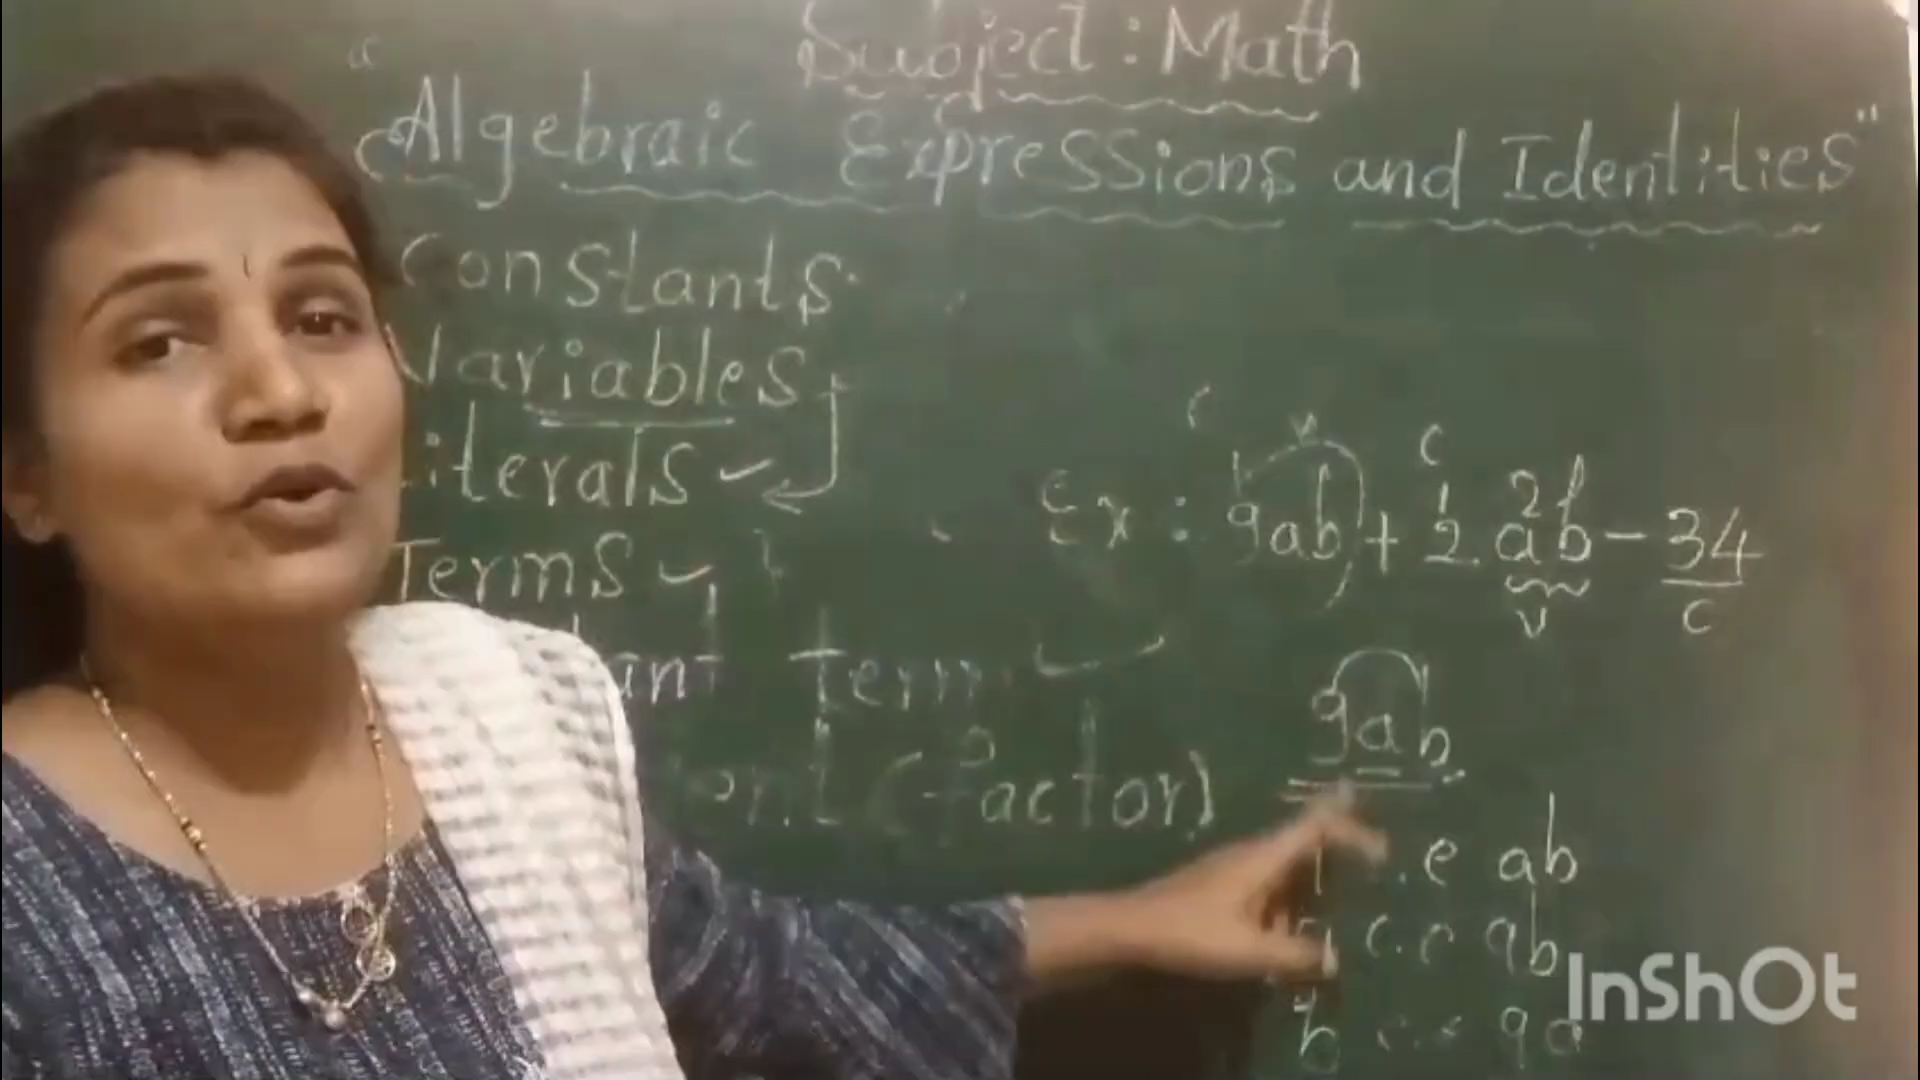 Subject : Math
"Algebraic Expressions and Identities"
Constants
Variables
Literals
Terms
term
(factor)
Ex : 9ab + 2 a²b - 34
v
c
v
c
9ab
c.e ab
a c.c 9b
b 9a
InShOt